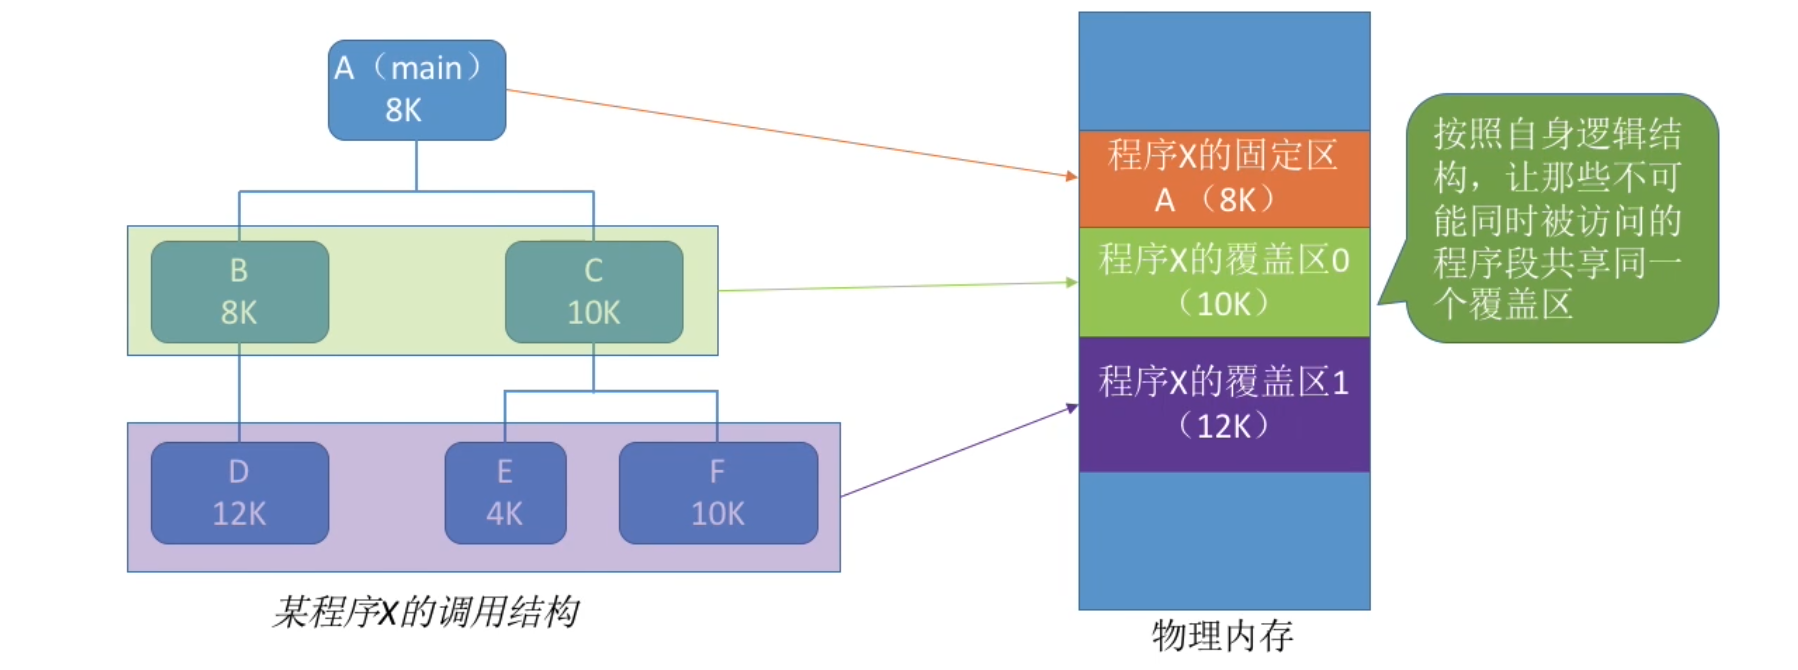 A（main）
8K
B
8K
C
10K
D
12K
E
4K
F
10K
某程序X的调用结构
程序X的固定区
A （8K）
程序X的覆盖区0
（10K）
程序X的覆盖区1
（12K）
物理内存
按照自身逻辑结
构，让那些不可
能同时被访问的
程序段共享同一
个覆盖区